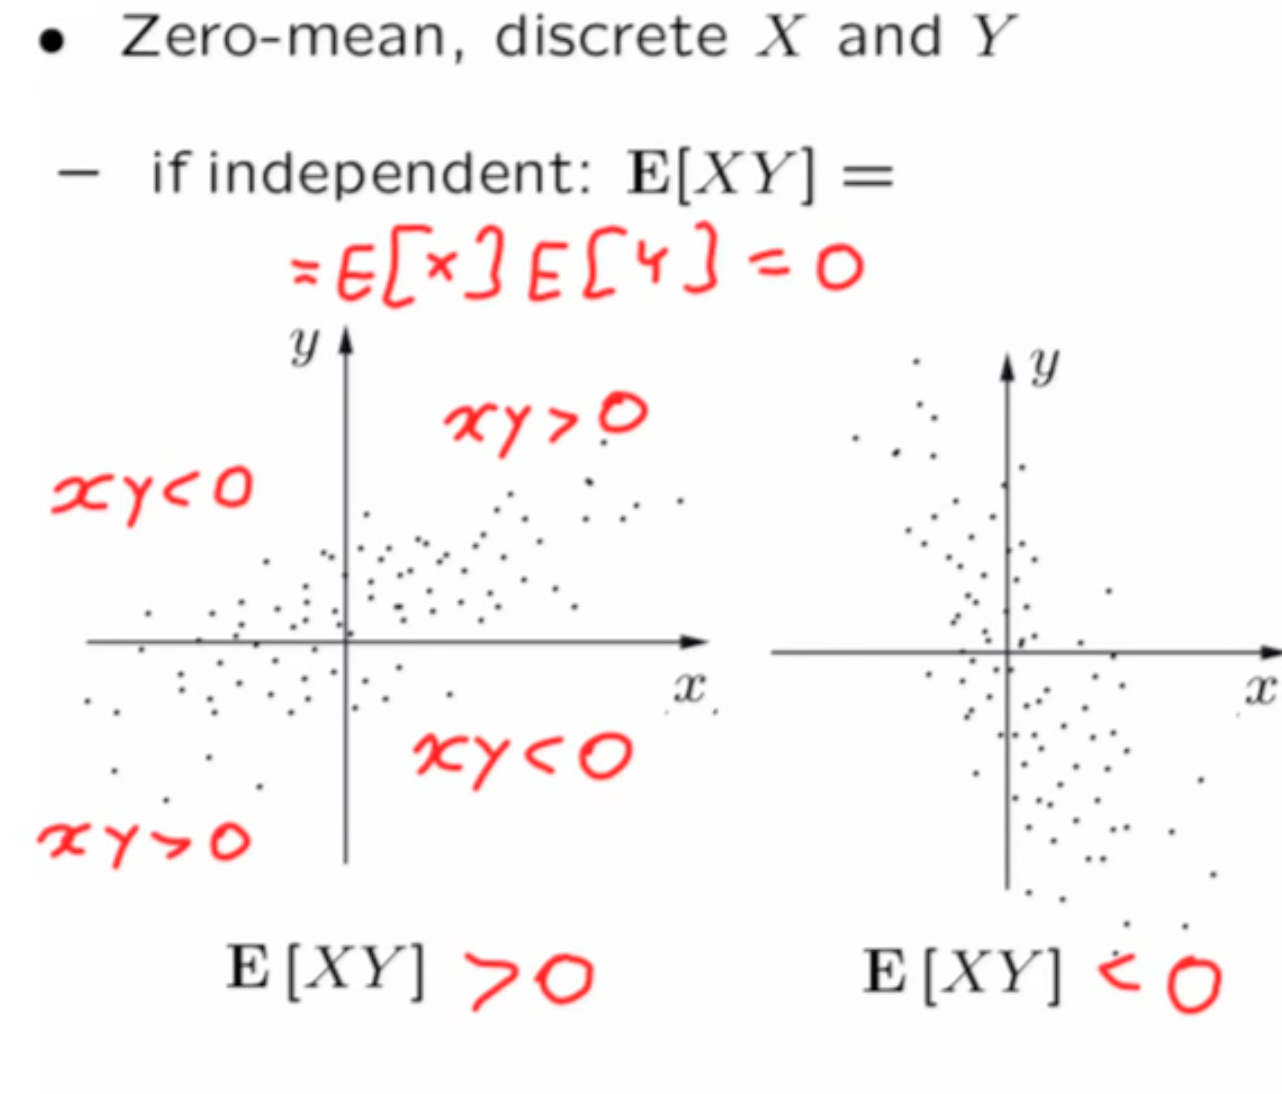 • Zero-mean, discrete X and Y
– if independent: E[XY] =
= E[x] E[Y] = 0
y
xy > 0
xy < 0
x
xy < 0
xy > 0
y
x
E[XY] > 0
E[XY] < 0